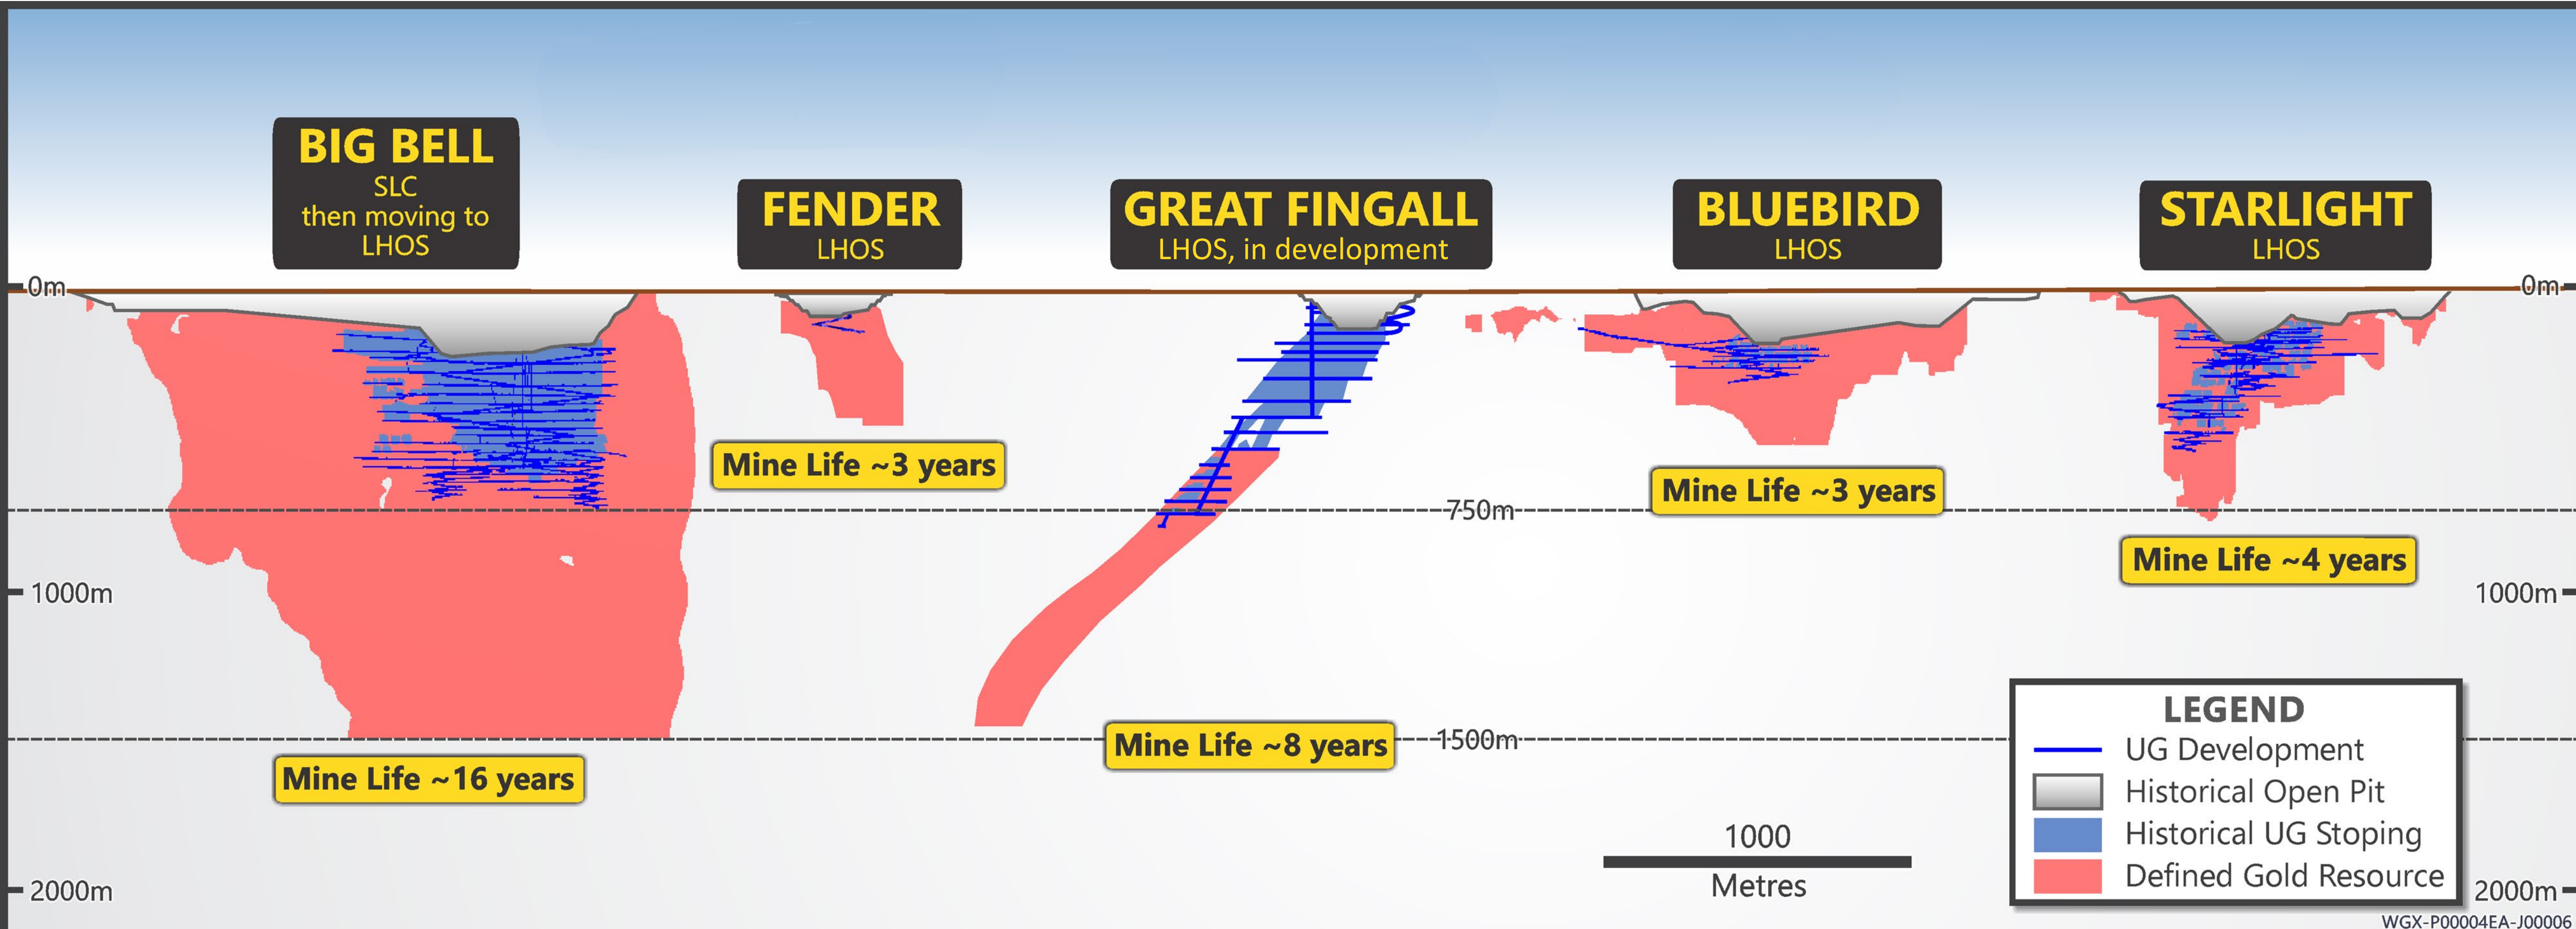 BIG BELL
SLC
then moving to
LHOS
FENDER
LHOS
GREAT FINGALL
LHOS, in development
BLUEBIRD
LHOS
STARLIGHT
LHOS
0m
0m
Mine Life ~3 years
Mine Life ~3 years
750m
Mine Life ~4 years
1000m
1000m
Mine Life ~8 years
1500m
Mine Life ~16 years
1000
Metres
LEGEND
UG Development
Historical Open Pit
Historical UG Stoping
Defined Gold Resource
2000m
2000m
WGX-P00004EA-J00006